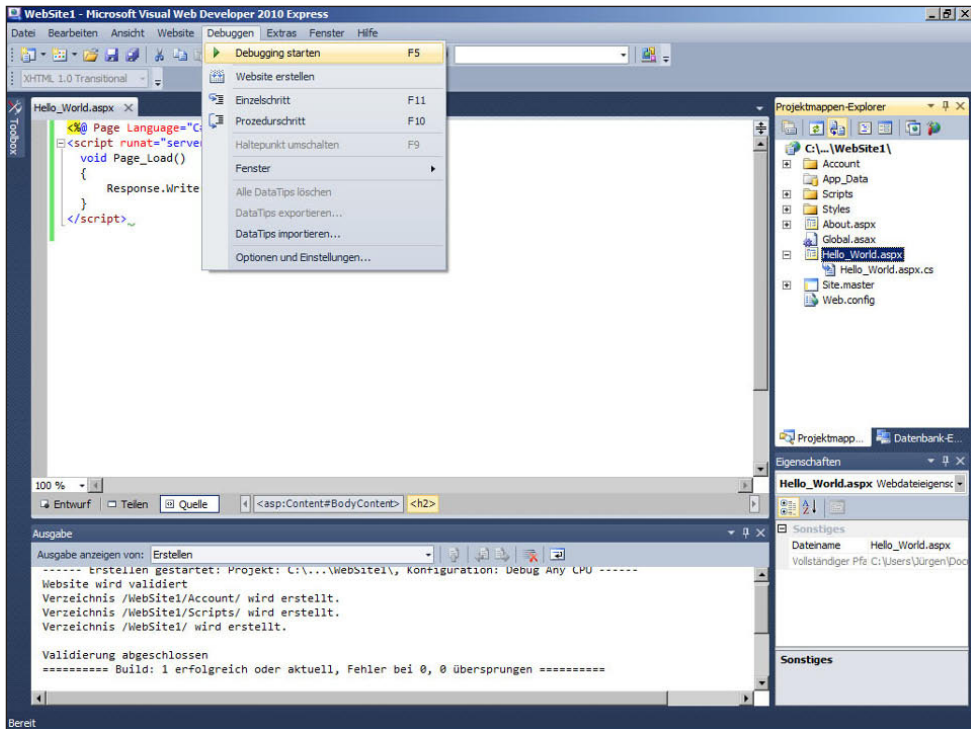 WebSite1 - Microsoft Visual Web Developer 2010 Express
Datei Bearbeiten Ansicht Website Debuggen Extras Fenster Hilfe
XHTML 1.0 Transitional
Debugging starten F5
Website erstellen
Einzelschritt F11
Prozedurschritt F10
Haltepunkt umschalten F9
Fenster
Alle DataTips löschen
DataTips exportieren...
DataTips importieren...
Optionen und Einstellungen...
Toolbox
Hello_World.aspx
<%@ Page Language="C
<script runat="serve
void Page_Load()
{
Response.Write
}
</script>
100 %
Entwurf Teilen Quelle <asp:Content#BodyContent> <h2>
Ausgabe
Ausgabe anzeigen von: Erstellen
------ Erstellen gestartet: Projekt: C:\...\WebSite1\, Konfiguration: Debug Any CPU ------
Website wird validiert
Verzeichnis /WebSite1/Account/ wird erstellt.
Verzeichnis /WebSite1/Scripts/ wird erstellt.
Verzeichnis /WebSite1/ wird erstellt.
Validierung abgeschlossen
========== Build: 1 erfolgreich oder aktuell, Fehler bei 0, 0 übersprungen ==========
Projektmappen-Explorer
C:\...\WebSite1\
Account
App_Data
Scripts
Styles
About.aspx
Global.asax
Hello_World.aspx
Hello_World.aspx.cs
Site.master
Web.config
Projektmapp... Datenbank-E...
Eigenschaften
Hello_World.aspx Webdateieigensc
Sonstiges
Dateiname Hello_World.aspx
Vollständiger Pfa C:\Users\Jürgen\Doc
Sonstiges
Bereit